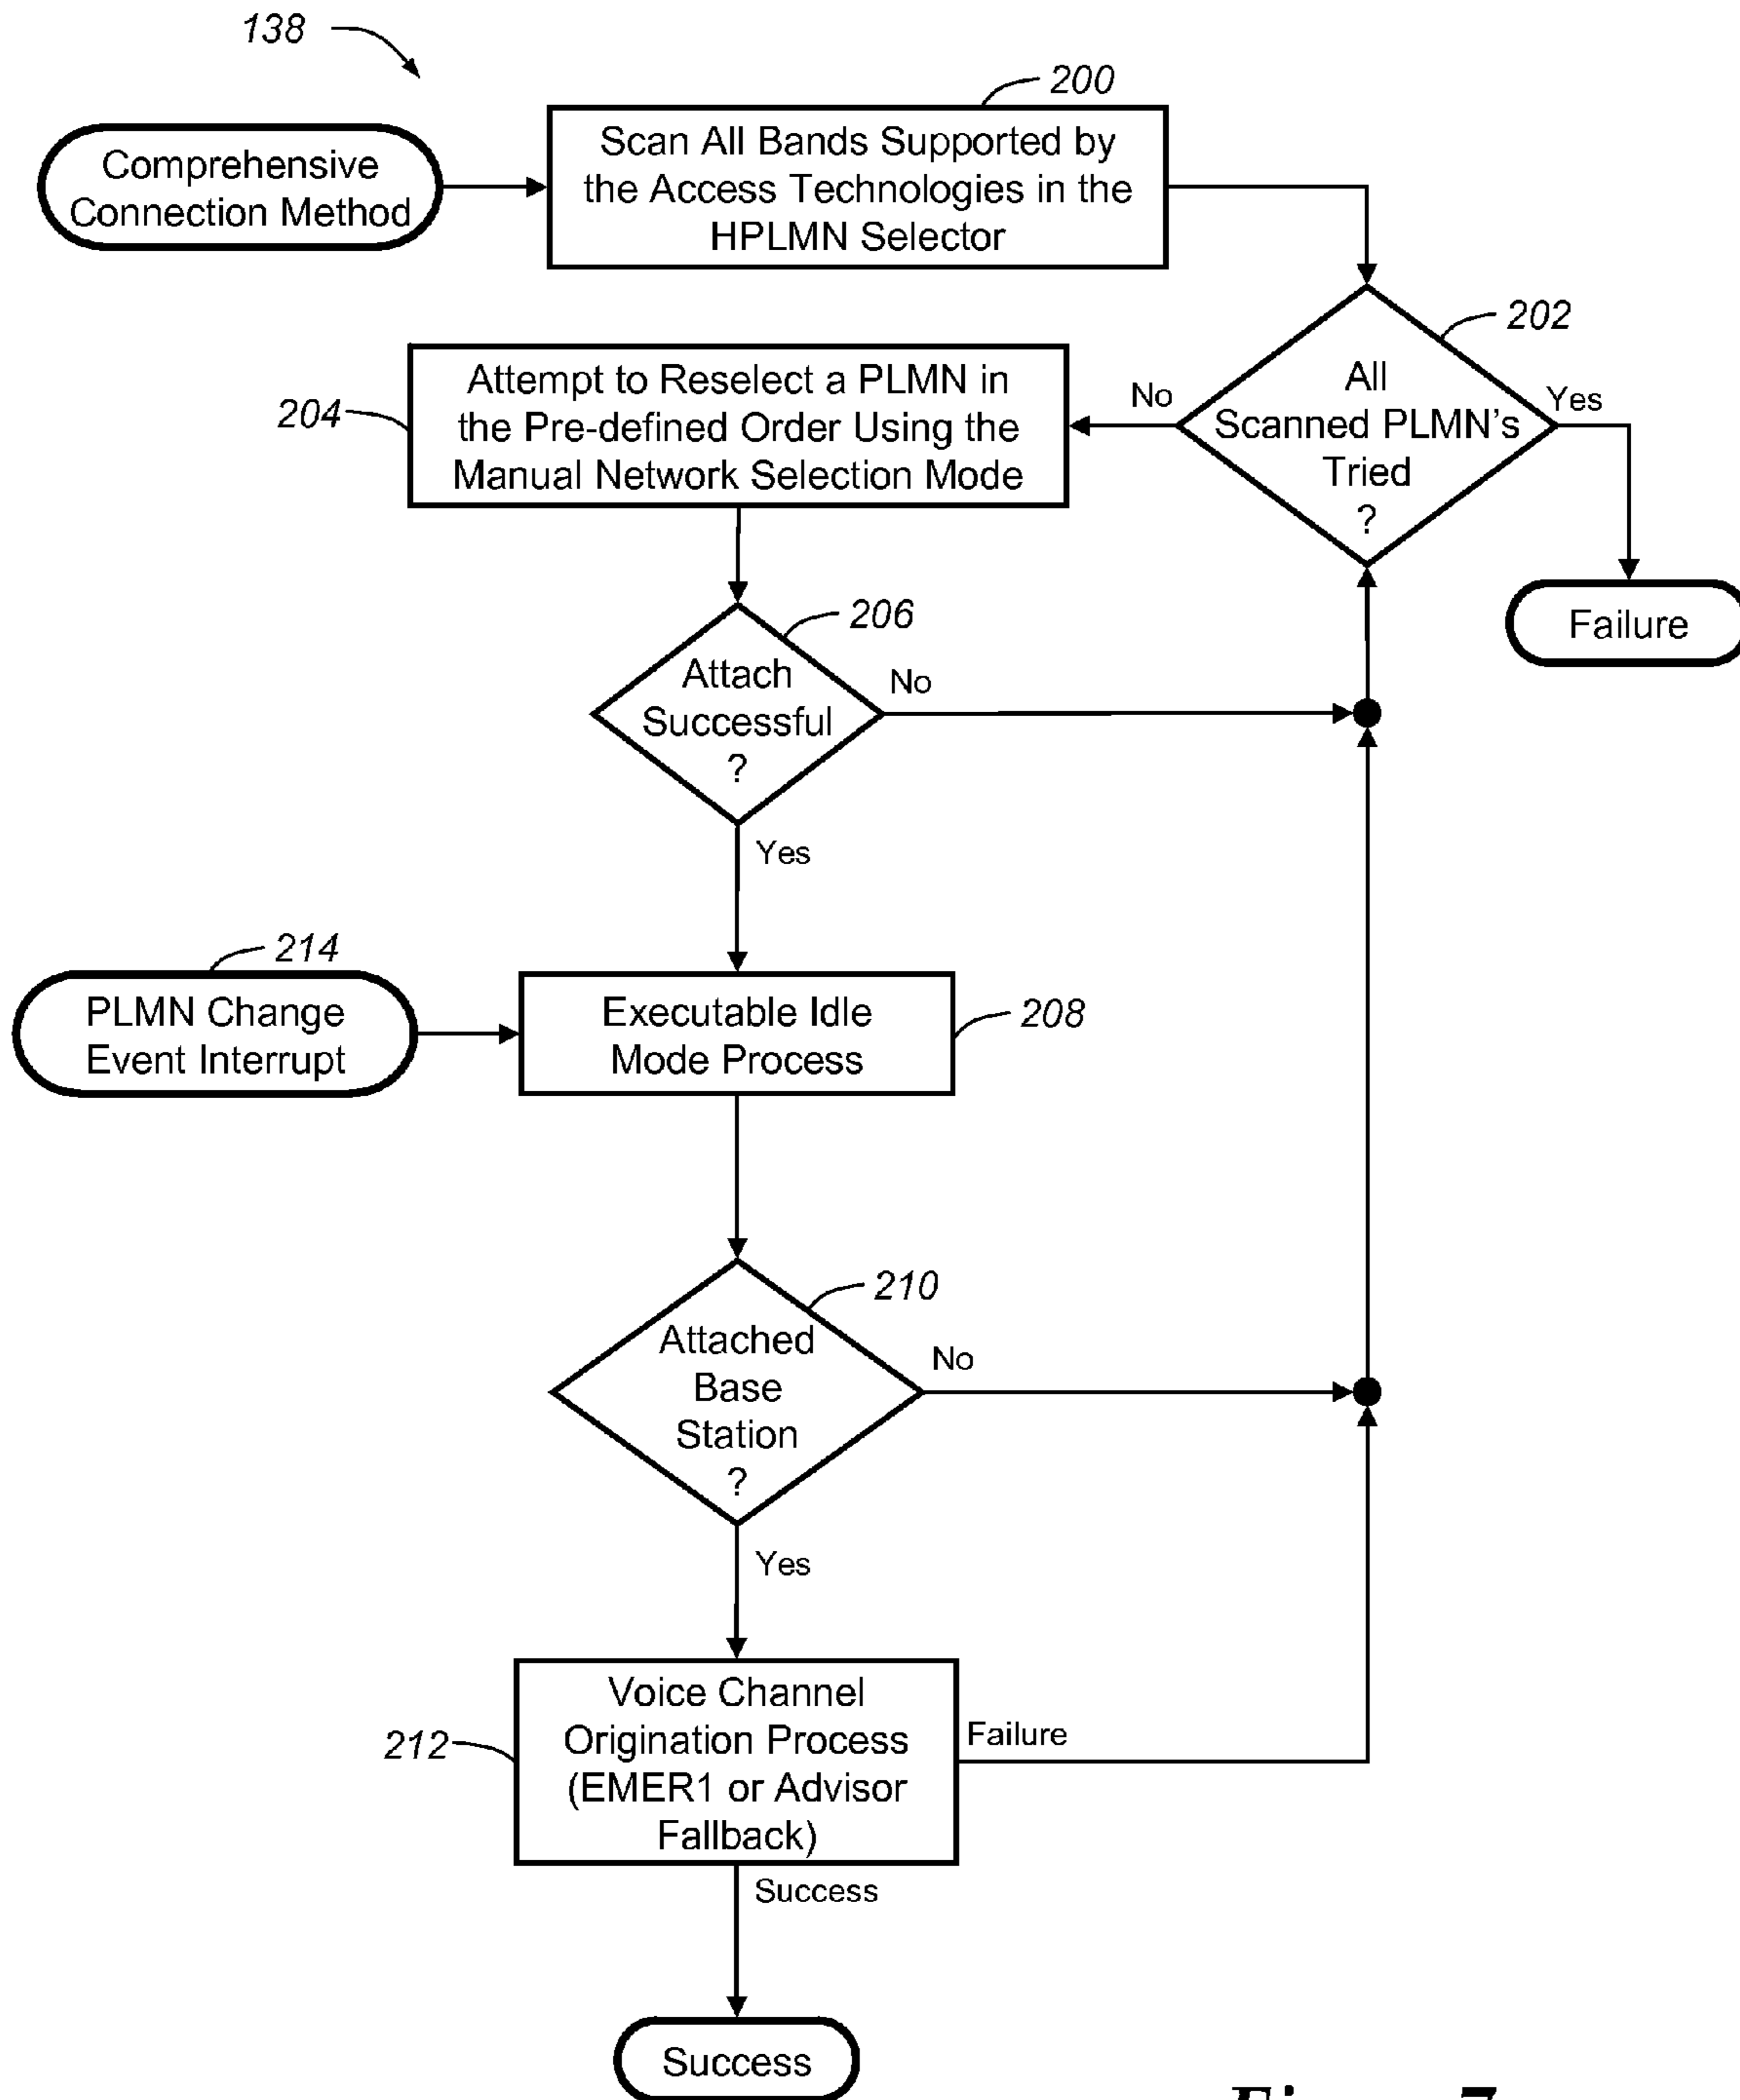 138
Comprehensive
Connection Method
200
Scan All Bands Supported by
the Access Technologies in the
HPLMN Selector
202
All
Scanned PLMN's
Tried
?
No
Yes
204
Attempt to Reselect a PLMN in
the Pre-defined Order Using the
Manual Network Selection Mode
Failure
206
Attach
Successful
?
No
Yes
214
PLMN Change
Event Interrupt
Executable Idle
Mode Process
208
210
Attached
Base
Station
?
No
Yes
212
Voice Channel
Origination Process
(EMER1 or Advisor
Fallback)
Failure
Success
Success